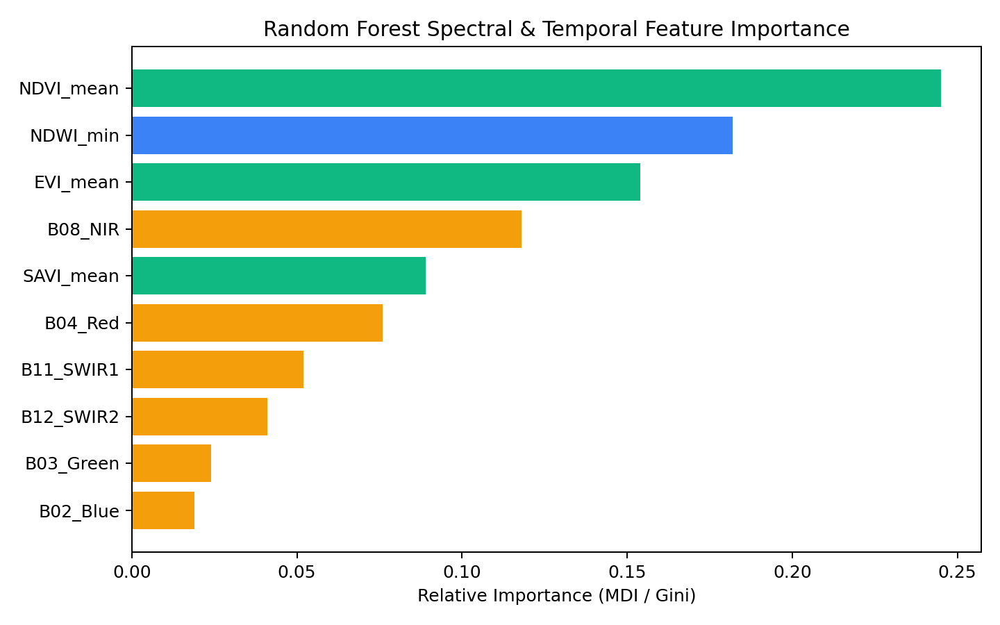 Random Forest Spectral & Temporal Feature Importance
NDVI_mean
NDWI_min
EVI_mean
B08_NIR
SAVI_mean
B04_Red
B11_SWIR1
B12_SWIR2
B03_Green
B02_Blue
0.00 0.05 0.10 0.15 0.20 0.25
Relative Importance (MDI / Gini)